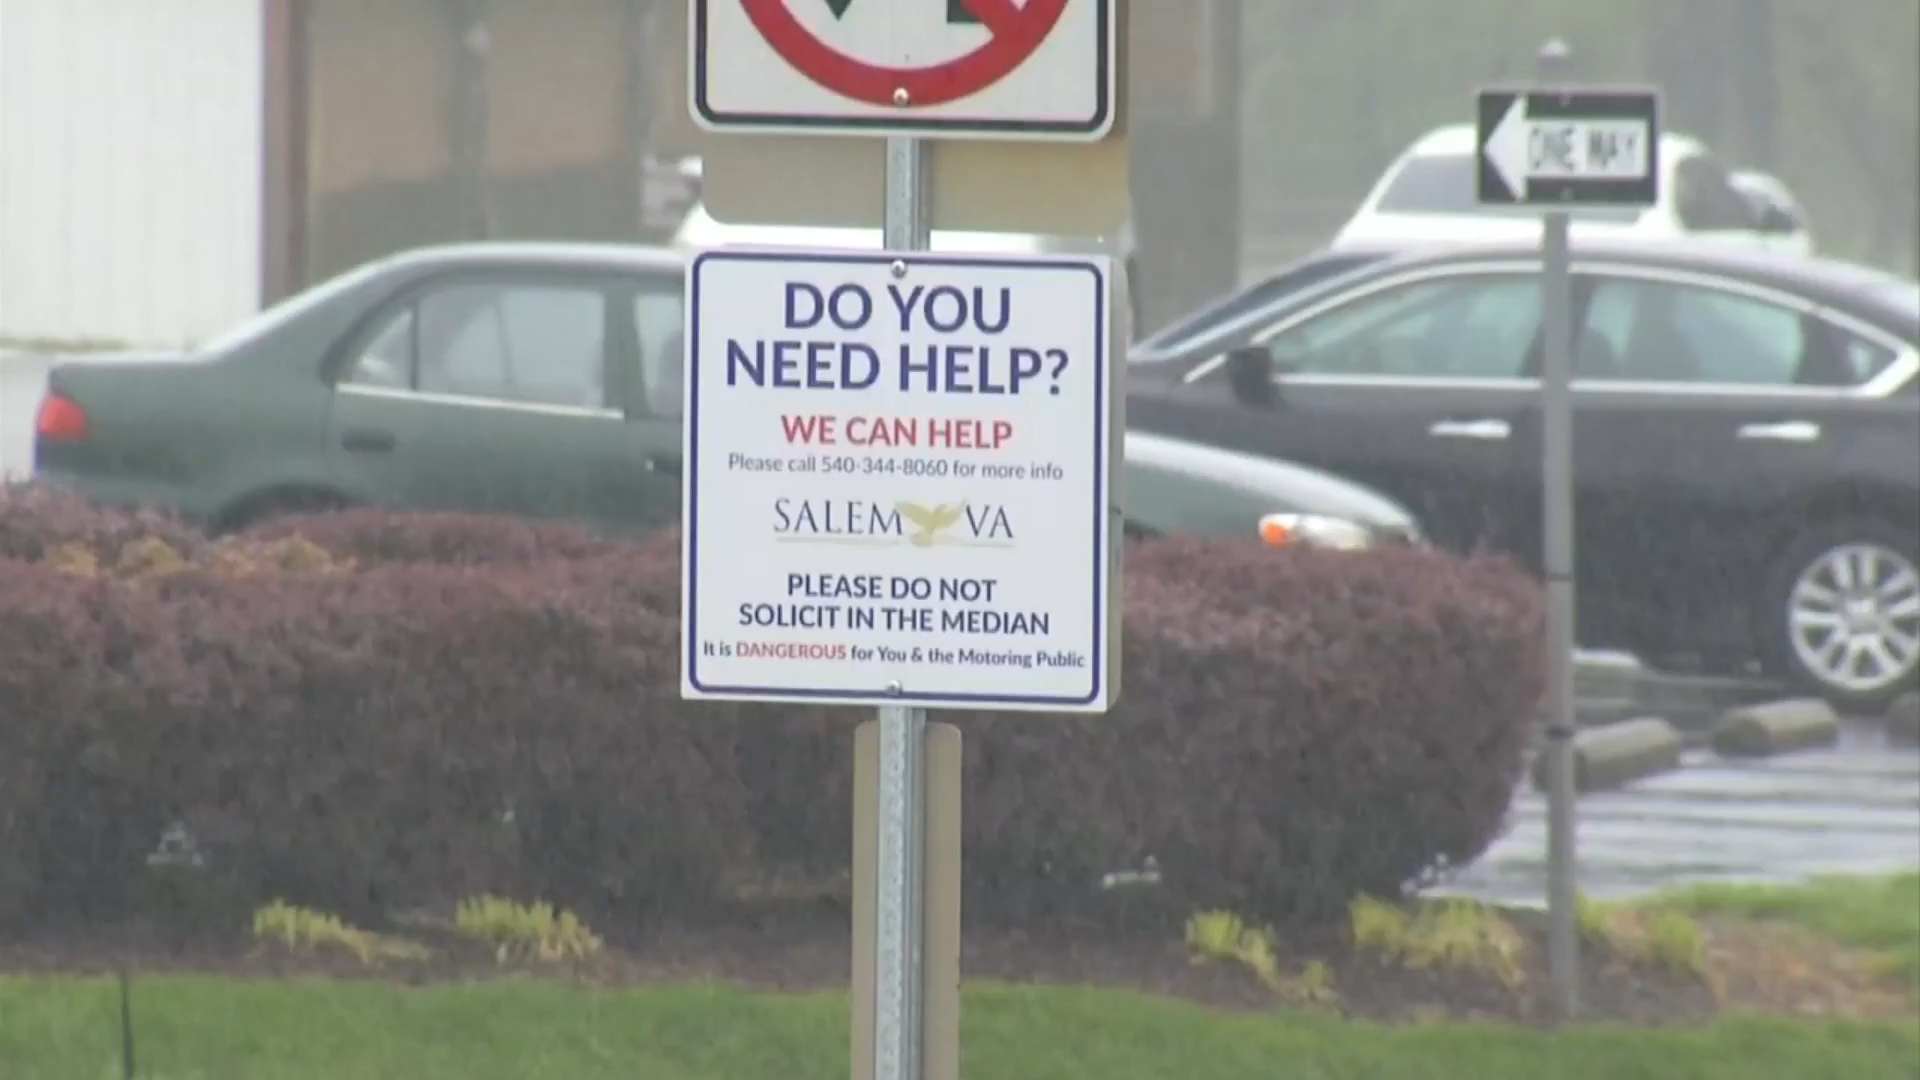 DO YOU
NEED HELP?
WE CAN HELP
Please call 540-344-8060 for more info
SALEM VA
PLEASE DO NOT
SOLICIT IN THE MEDIAN
It is DANGEROUS for You & the Motoring Public
ONE WAY